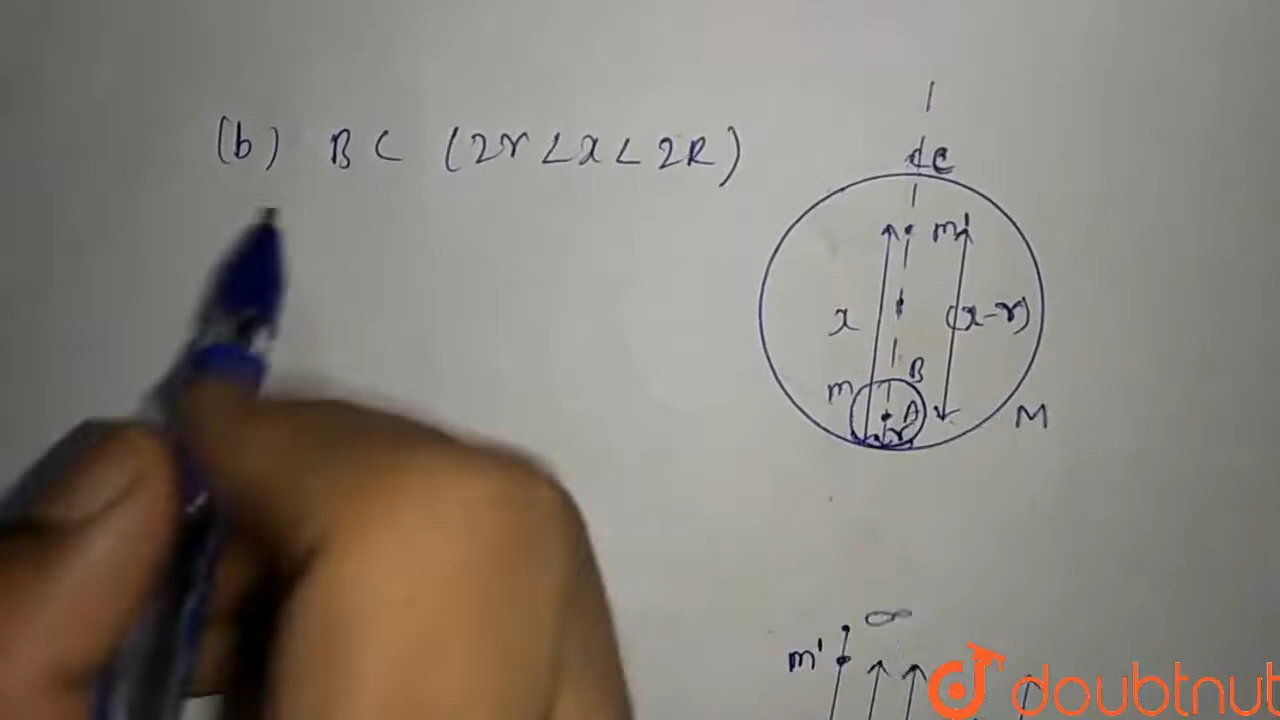 (b) BC (2r<x<2R)
C
m'
x
(x-r)
B
m
A
M
r
∞
m'
doubtnut